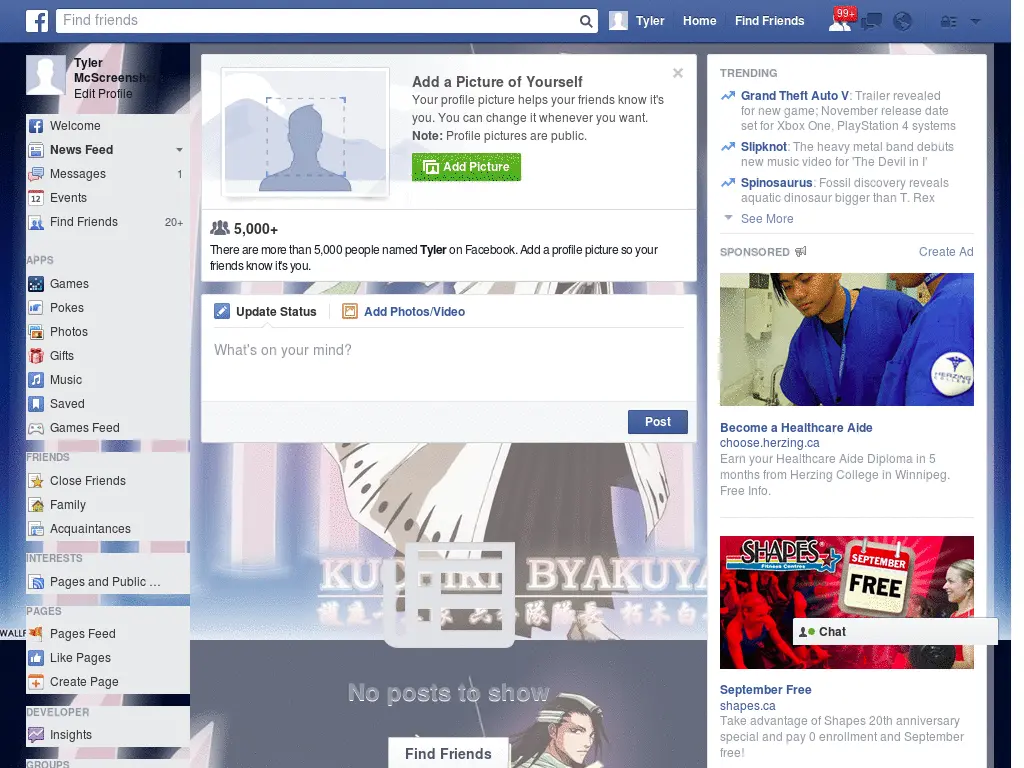 Find friends
Tyler
Home
Find Friends
99+
Tyler
McScreensh
Edit Profile
Welcome
News Feed
Messages 1
12 Events
Find Friends 20+
APPS
Games
Pokes
Photos
Gifts
Music
Saved
Games Feed
FRIENDS
Close Friends
Family
Acquaintances
INTERESTS
Pages and Public ...
PAGES
Pages Feed
Like Pages
Create Page
DEVELOPER
Insights
GROUPS
Add a Picture of Yourself
Your profile picture helps your friends know it's
you. You can change it whenever you want.
Note: Profile pictures are public.
Add Picture
5,000+
There are more than 5,000 people named Tyler on Facebook. Add a profile picture so your
friends know it's you.
Update Status
Add Photos/Video
What's on your mind?
Post
KUCHIKI BYAKUYA
No posts to show
Find Friends
TRENDING
Grand Theft Auto V: Trailer revealed
for new game; November release date
set for Xbox One, PlayStation 4 systems
Slipknot: The heavy metal band debuts
new music video for 'The Devil in I'
Spinosaurus: Fossil discovery reveals
aquatic dinosaur bigger than T. Rex
See More
SPONSORED
Create Ad
HERZING
COLLEGE
Become a Healthcare Aide
choose.herzing.ca
Earn your Healthcare Aide Diploma in 5
months from Herzing College in Winnipeg.
Free Info.
SHAPES
Fitness Centres
SEPTEMBER
FREE
Chat
September Free
shapes.ca
Take advantage of Shapes 20th anniversary
special and pay 0 enrollment and September
free!